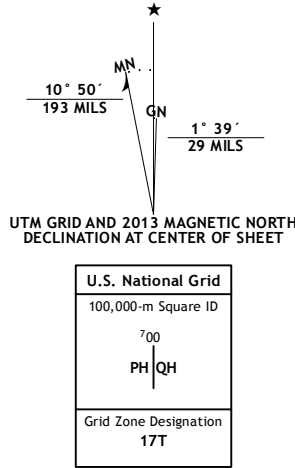 ★
MN
GN
10° 50´
193 MILS
1° 39´
29 MILS
UTM GRID AND 2013 MAGNETIC NORTH
DECLINATION AT CENTER OF SHEET
U.S. National Grid
100,000-m Square ID
⁷00
PH QH
Grid Zone Designation
17T